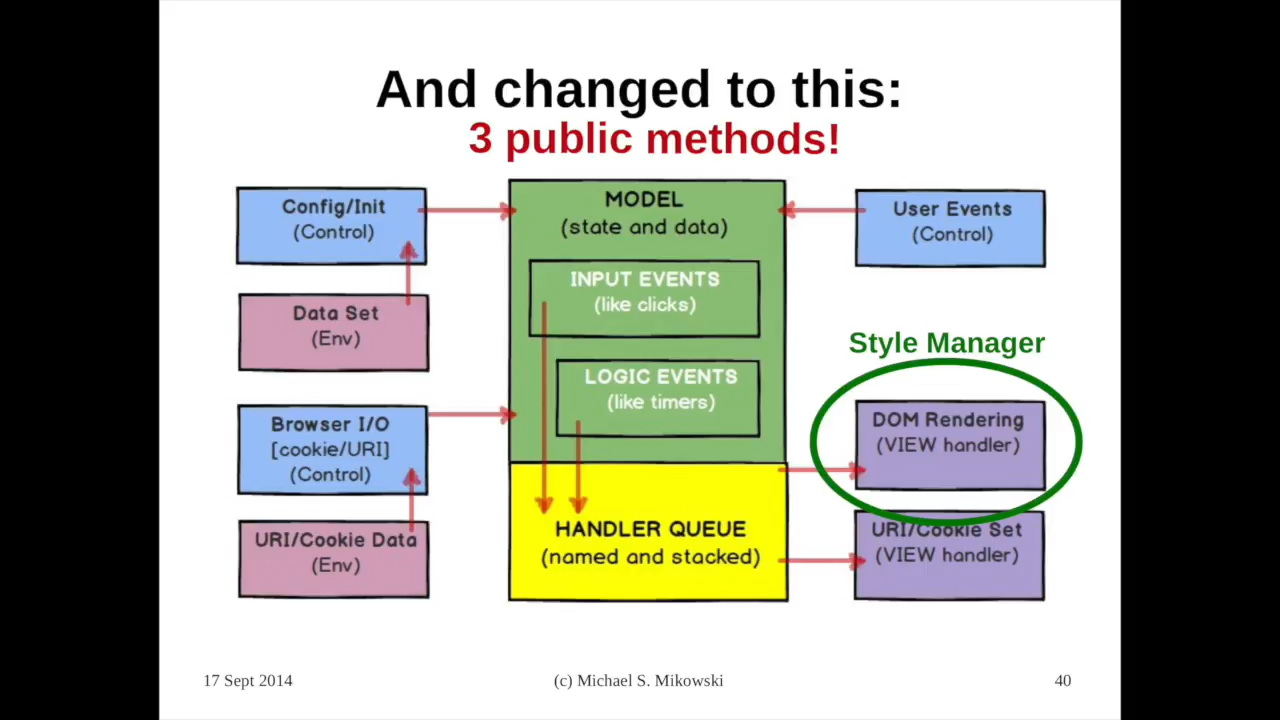 And changed to this:
3 public methods!
Config/Init
(Control)
Data Set
(Env)
Browser I/O
[cookie/URI]
(Control)
URI/Cookie Data
(Env)
MODEL
(state and data)
INPUT EVENTS
(like clicks)
LOGIC EVENTS
(like timers)
HANDLER QUEUE
(named and stacked)
User Events
(Control)
Style Manager
DOM Rendering
(VIEW handler)
URI/Cookie Set
(VIEW handler)
17 Sept 2014
(c) Michael S. Mikowski
40